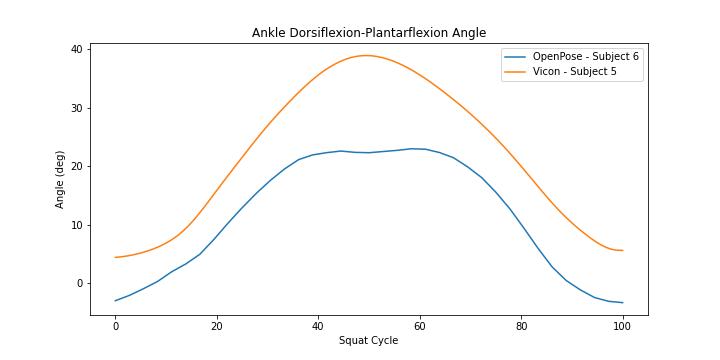 Ankle Dorsiflexion-Plantarflexion Angle
OpenPose - Subject 6
Vicon - Subject 5
Angle (deg)
40
30
20
10
0
0 20 40 60 80 100
Squat Cycle